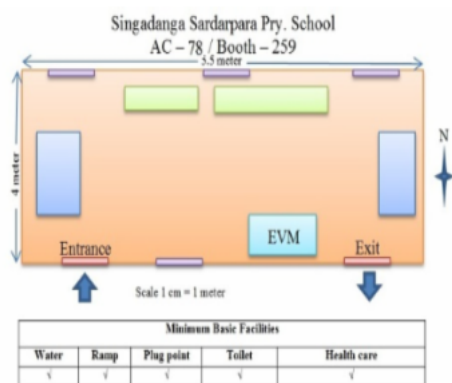 Singadanga Sardarpara Pry. School
AC – 78 / Booth – 259
5.5 meter
4 meter
N
EVM
Entrance
Exit
Scale 1 cm = 1 meter
Minimum Basic Facilities
Water Ramp Plug point Toilet Health care
√ √ √ √ √